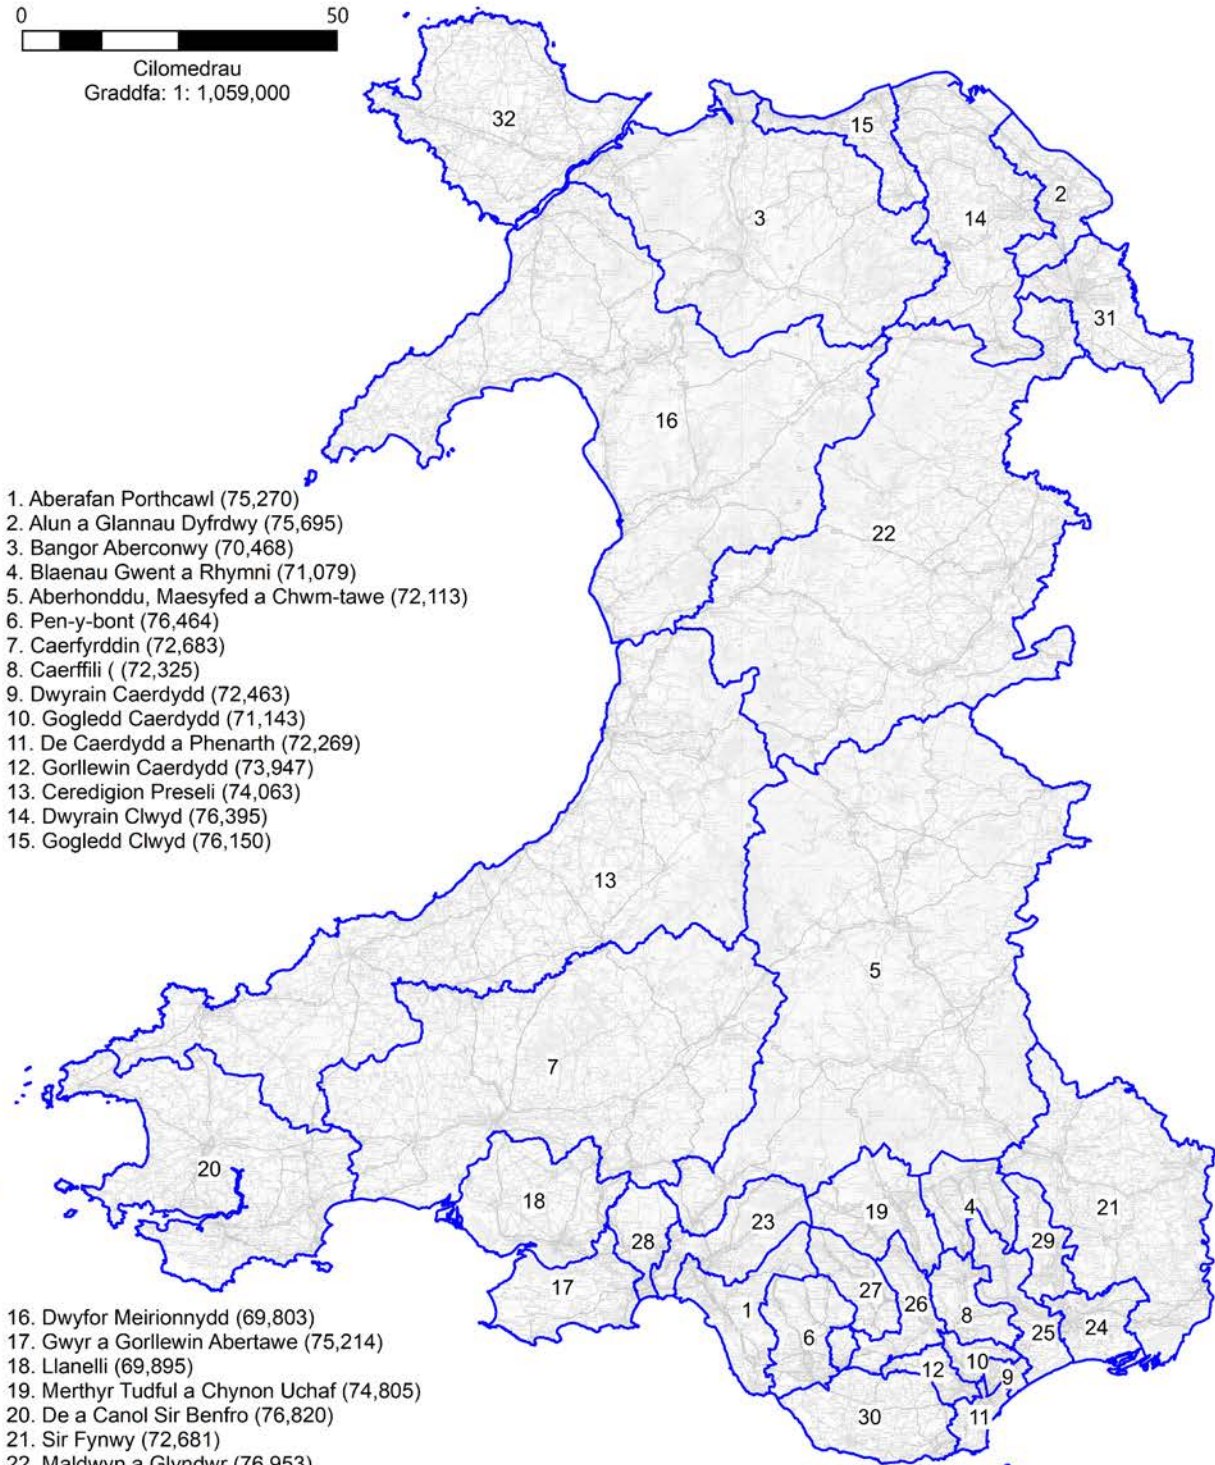 0 50
Cilomedrau
Graddfa: 1: 1,059,000
32
15
2
3
14
31
16
1. Aberafan Porthcawl (75,270)
2. Alun a Glannau Dyfrdwy (75,695)
3. Bangor Aberconwy (70,468)
4. Blaenau Gwent a Rhymni (71,079)
5. Aberhonddu, Maesyfed a Chwm-tawe (72,113)
6. Pen-y-bont (76,464)
7. Caerfyrddin (72,683)
8. Caerffili ( (72,325)
9. Dwyrain Caerdydd (72,463)
10. Gogledd Caerdydd (71,143)
11. De Caerdydd a Phenarth (72,269)
12. Gorllewin Caerdydd (73,947)
13. Ceredigion Preseli (74,063)
14. Dwyrain Clwyd (76,395)
15. Gogledd Clwyd (76,150)
22
13
5
7
20
18
23
19
4
21
28
29
17
1
27
26
6
8
25
24
12
10
9
30
11
16. Dwyfor Meirionnydd (69,803)
17. Gwyr a Gorllewin Abertawe (75,214)
18. Llanelli (69,895)
19. Merthyr Tudful a Chynon Uchaf (74,805)
20. De a Canol Sir Benfro (76,820)
21. Sir Fynwy (72,681)
22. Maldwyn a Glyndwr (76,953)